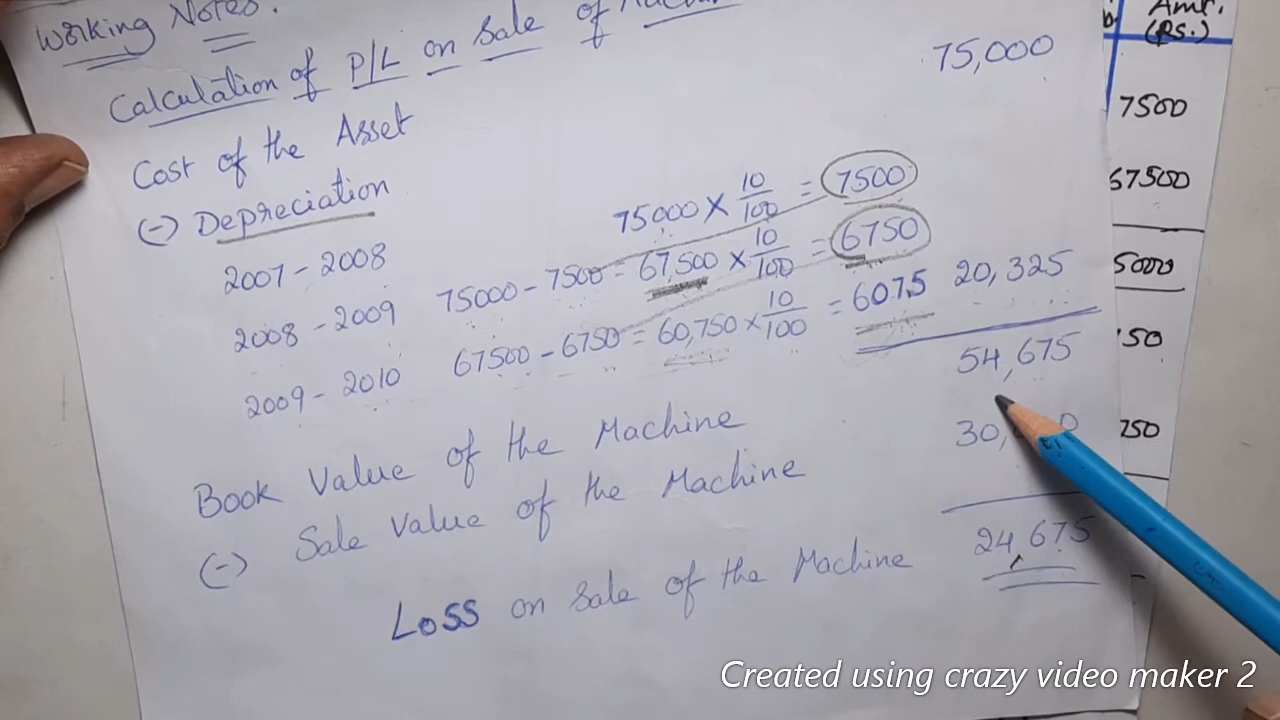 Working Notes.
Calculation of P/L on Sale of
Cost of the Asset 75,000
(-) Depreciation
2007 - 2008 75000 × 10/100 = 7500
2008 - 2009 75000 - 7500 = 67,500 × 10/100 = 6750
2009 - 2010 67500 - 6750 = 60,750 × 10/100 = 6075 20,325
Book Value of the Machine 54,675
(-) Sale Value of the Machine
Loss on Sale of the Machine 24,675
Amt.
(Rs.)
7500
67500
Created using crazy video maker 2